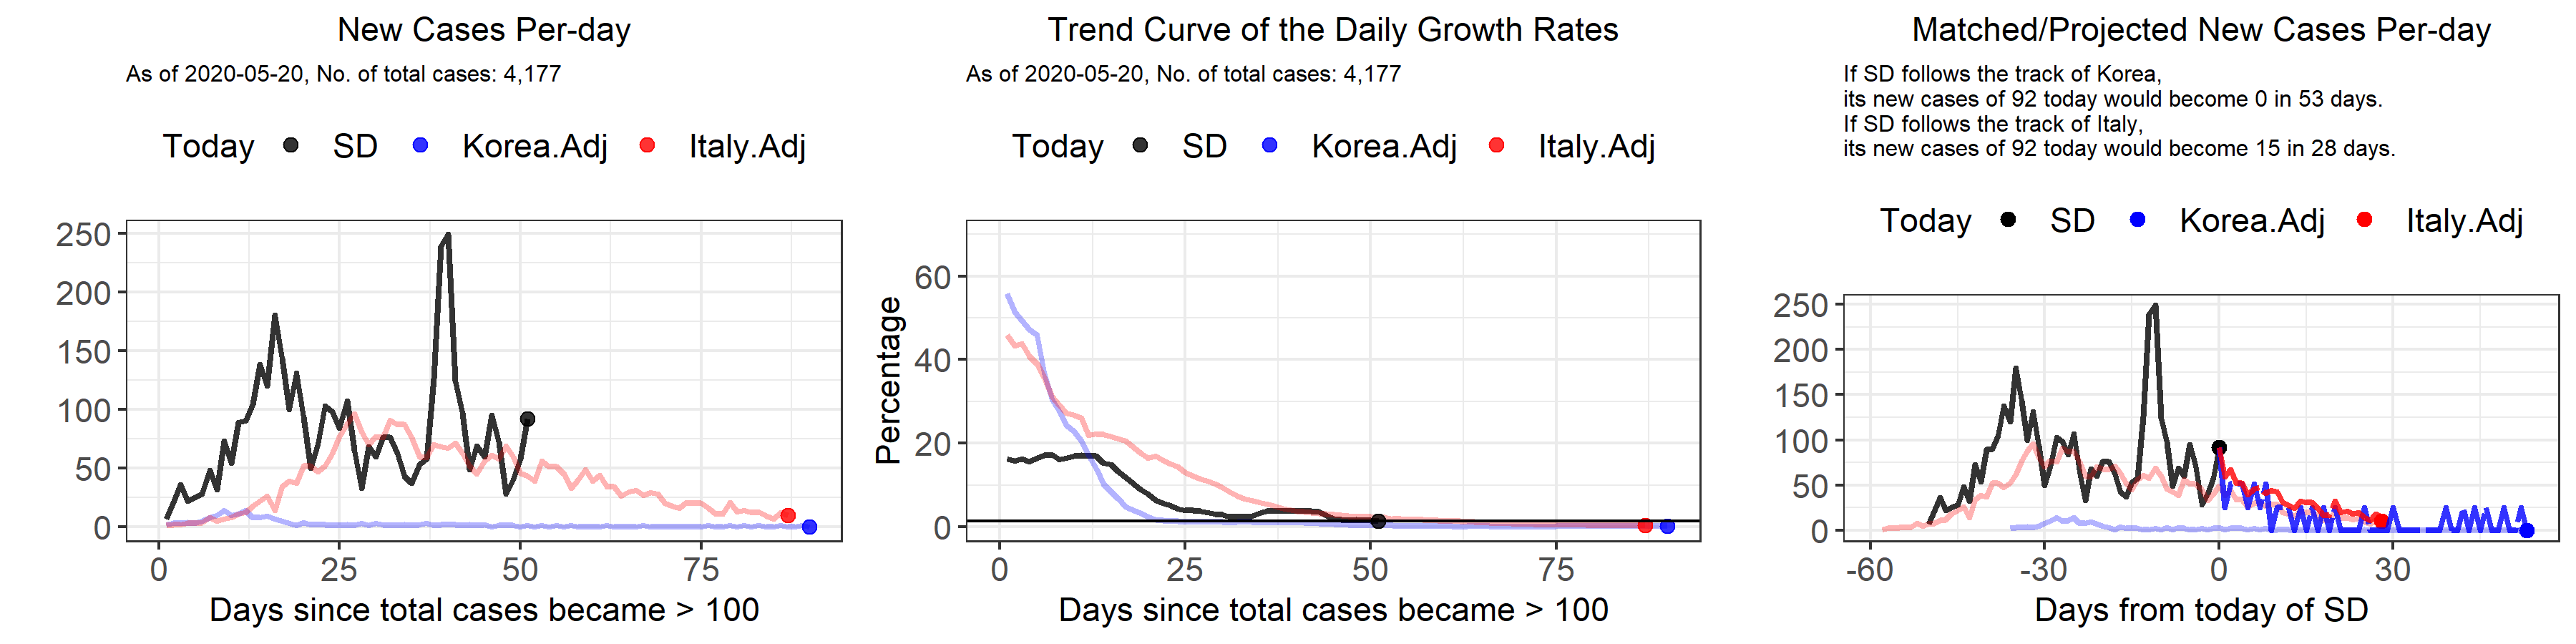 New Cases Per-day
As of 2020-05-20, No. of total cases: 4,177
Today SD Korea.Adj Italy.Adj
250
200
150
100
50
0
0 25 50 75
Days since total cases became > 100
Trend Curve of the Daily Growth Rates
As of 2020-05-20, No. of total cases: 4,177
Today SD Korea.Adj Italy.Adj
Percentage
60
40
20
0
0 25 50 75
Days since total cases became > 100
Matched/Projected New Cases Per-day
If SD follows the track of Korea,
its new cases of 92 today would become 0 in 53 days.
If SD follows the track of Italy,
its new cases of 92 today would become 15 in 28 days.
Today SD Korea.Adj Italy.Adj
250
200
150
100
50
0
-60 -30 0 30
Days from today of SD